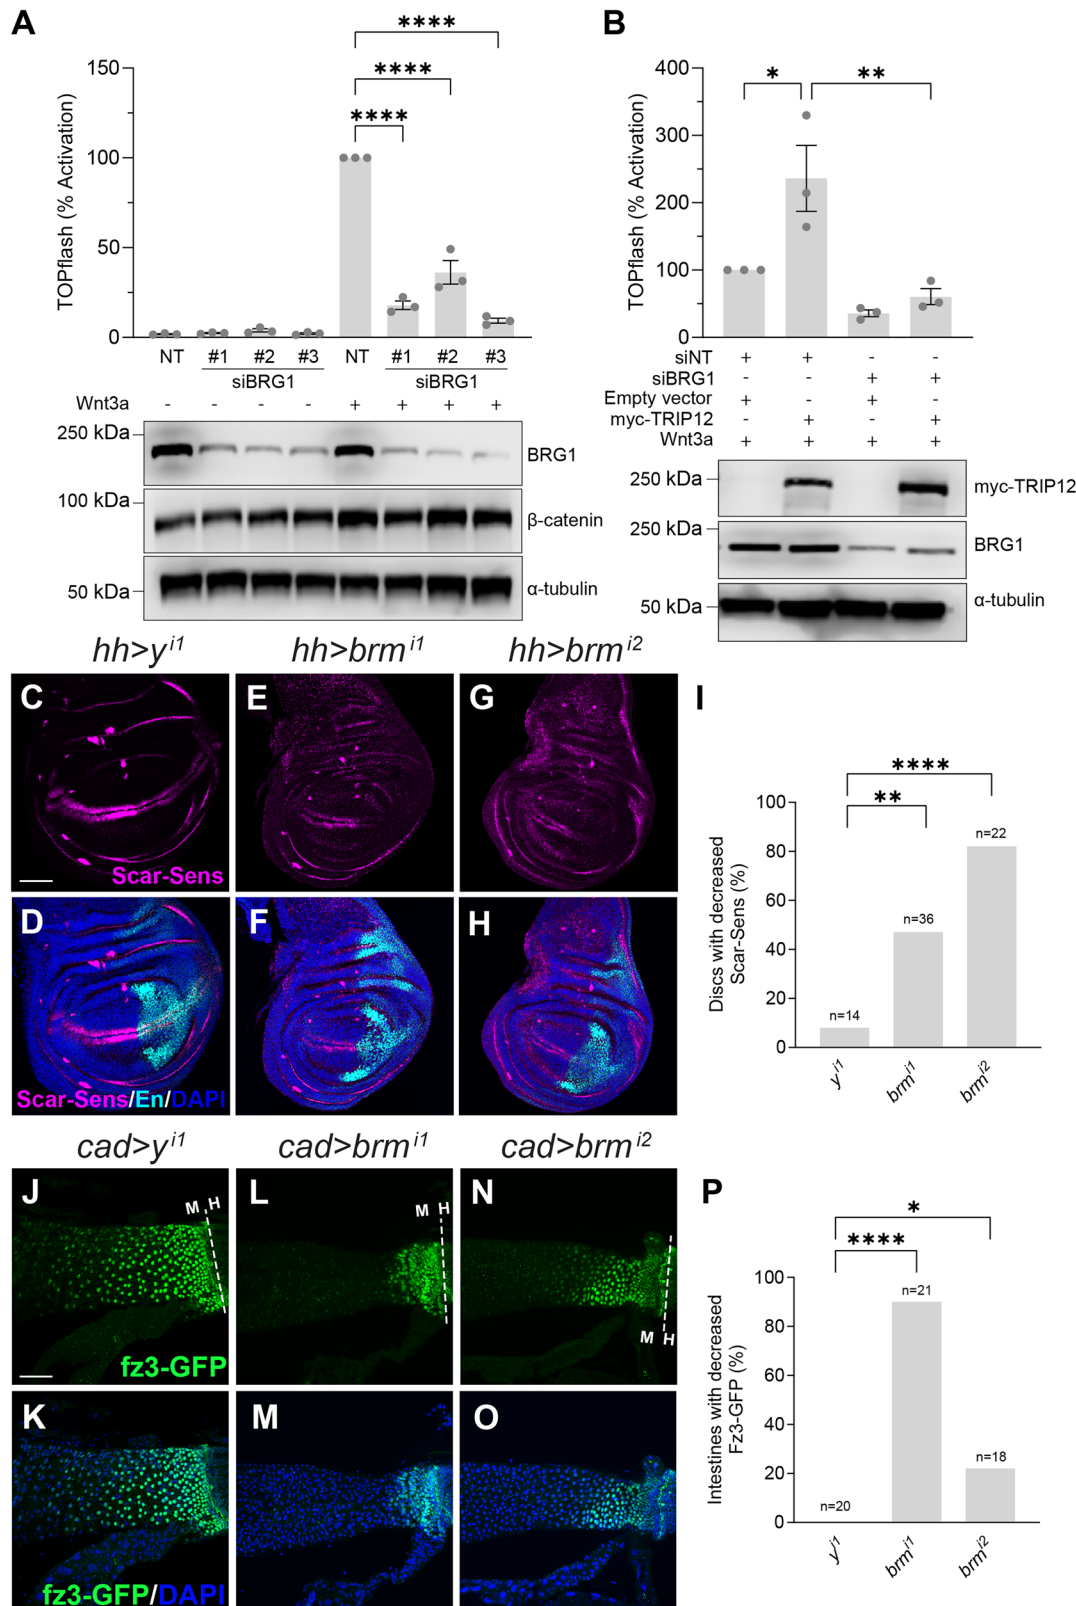 A
****
****
****
150
100
50
0
TOPflash (% Activation)
NT #1 #2 #3 NT #1 #2 #3
siBRG1 siBRG1
Wnt3a - - - - + + + +
250 kDa
BRG1
100 kDa
β-catenin
50 kDa
α-tubulin
B
* **
400
300
200
100
0
TOPflash (% Activation)
siNT + + - -
siBRG1 - - + +
Empty vector + - + -
myc-TRIP12 - + - +
Wnt3a + + + +
250 kDa
myc-TRIP12
250 kDa
BRG1
50 kDa
α-tubulin
hh>y i1 hh>brm i1 hh>brm i2
C
Scar-Sens
E
G
D
Scar-Sens/En/DAPI
F
H
I
****
**
100
80
60
40
20
0
Discs with decreased
Scar-Sens (%)
n=14
n=36
n=22
y i1
brm i1
brm i2
cad>y i1 cad>brm i1 cad>brm i2
J
M H
fz3-GFP
L
M H
N
M H
K
fz3-GFP/DAPI
M
O
P
*
****
100
80
60
40
20
0
Intestines with decreased
Fz3-GFP (%)
n=20
n=21
n=18
y i1
brm i1
brm i2